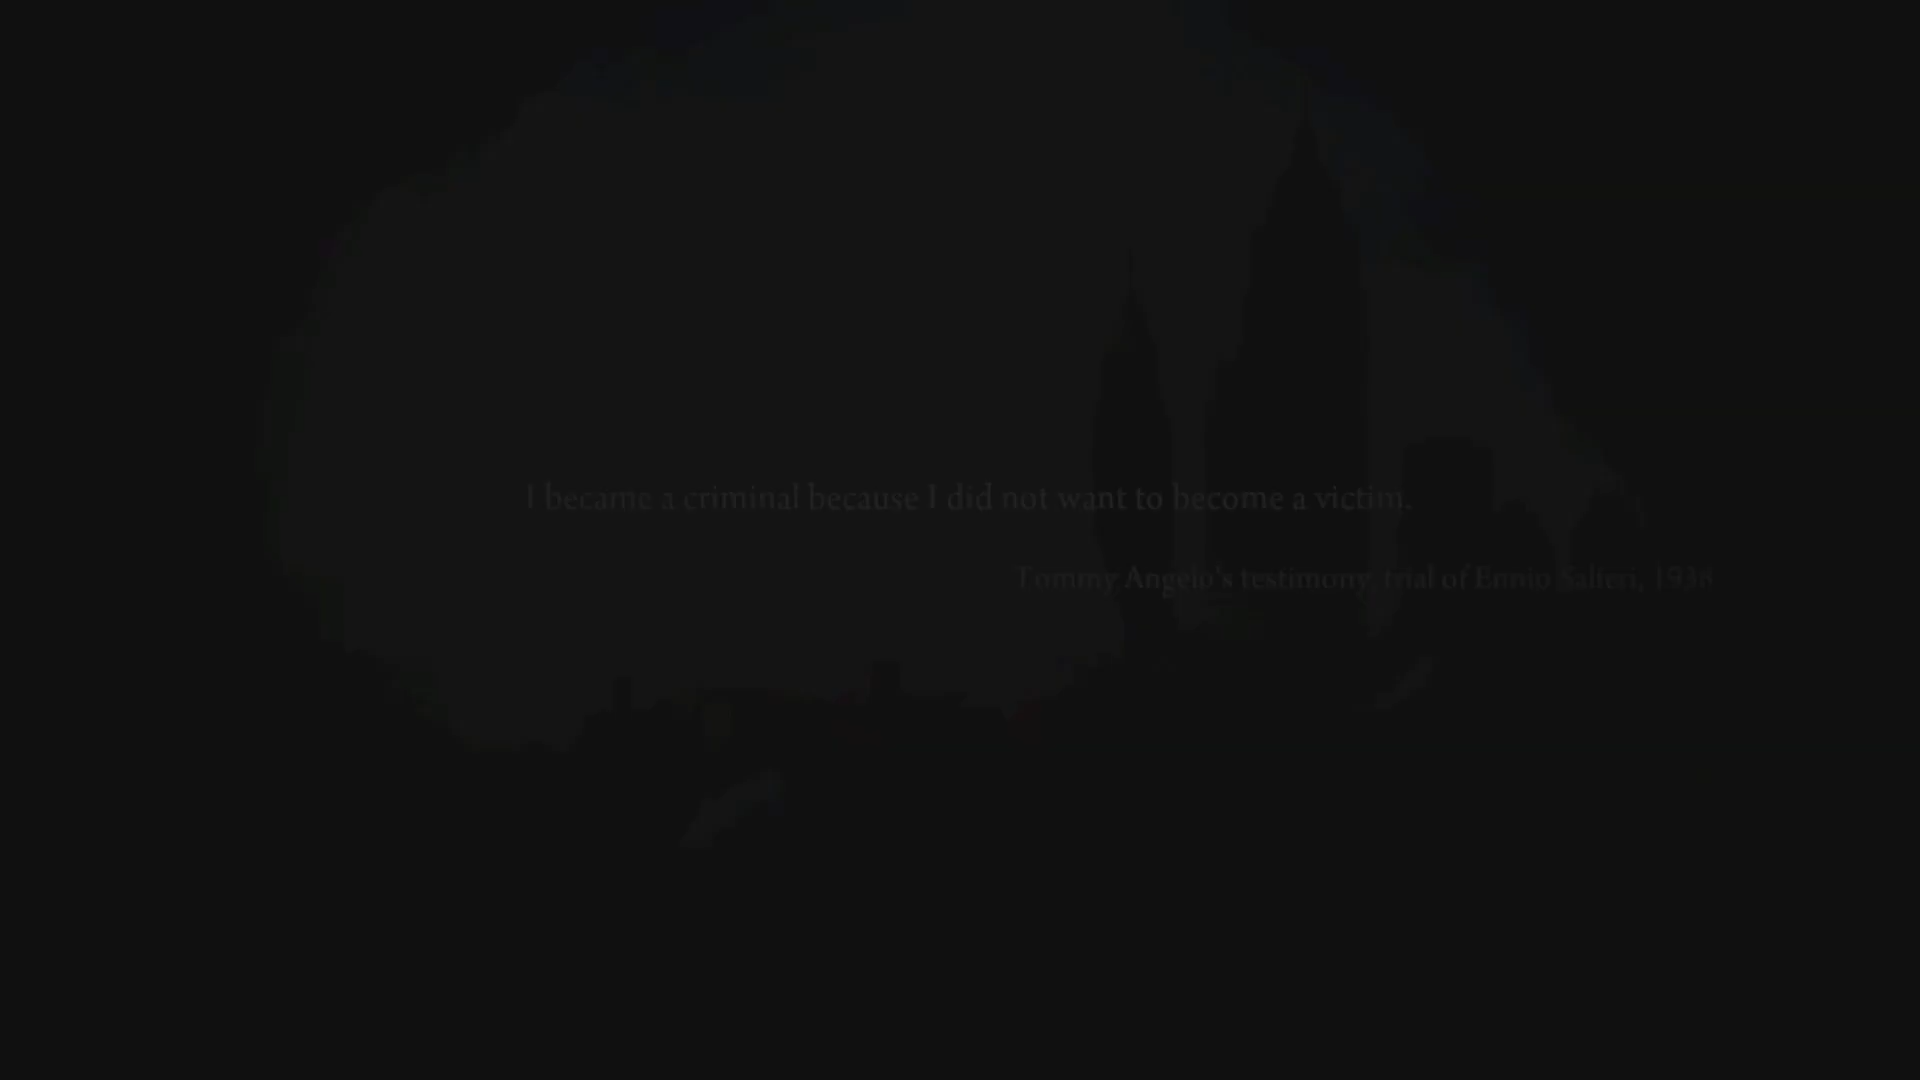 I became a criminal because I did not want to become a victim.
Tommy Angelo's testimony, trial of Ennio Salieri, 1938